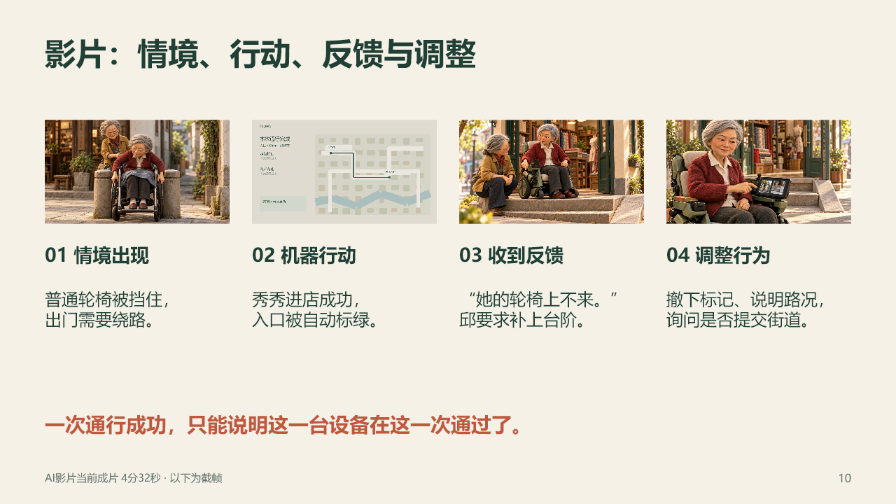 影片：情境、行动、反馈与调整
01 情境出现
普通轮椅被挡住，
出门需要绕路。
02 机器行动
秀秀进店成功，
入口被自动标绿。
03 收到反馈
“她的轮椅上不来。”
邱要求补上台阶。
04 调整行为
撤下标记、说明路况，
询问是否提交街道。
一次通行成功，只能说明这一台设备在这一次通过了。
AI影片当前成片 4分32秒 · 以下为截帧
10